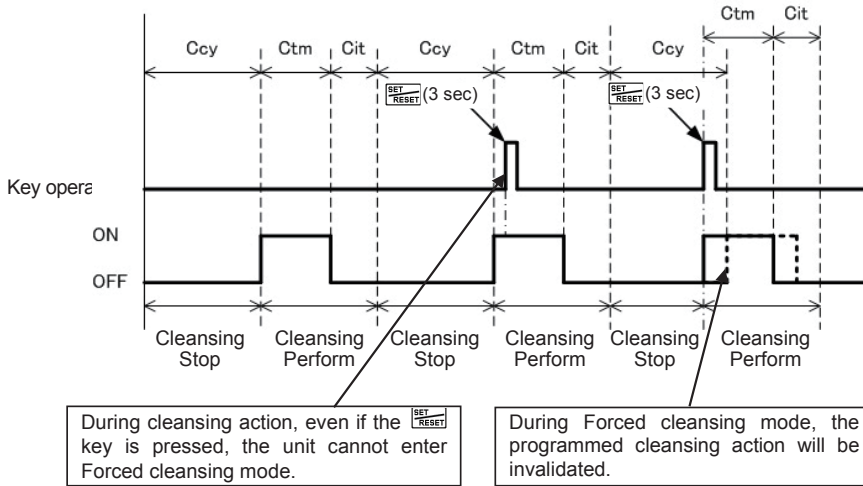 Ctm Cit
Ccy Ctm Cit Ccy Ctm Cit Ccy
SET RESET (3 sec) SET RESET (3 sec)
Key opera
ON
OFF
Cleansing Stop
Cleansing Perform
Cleansing Stop
Cleansing Perform
Cleansing Stop
Cleansing Perform
During cleansing action, even if the SET RESET
key is pressed, the unit cannot enter
Forced cleansing mode.
During Forced cleansing mode, the
programmed cleansing action will be
invalidated.